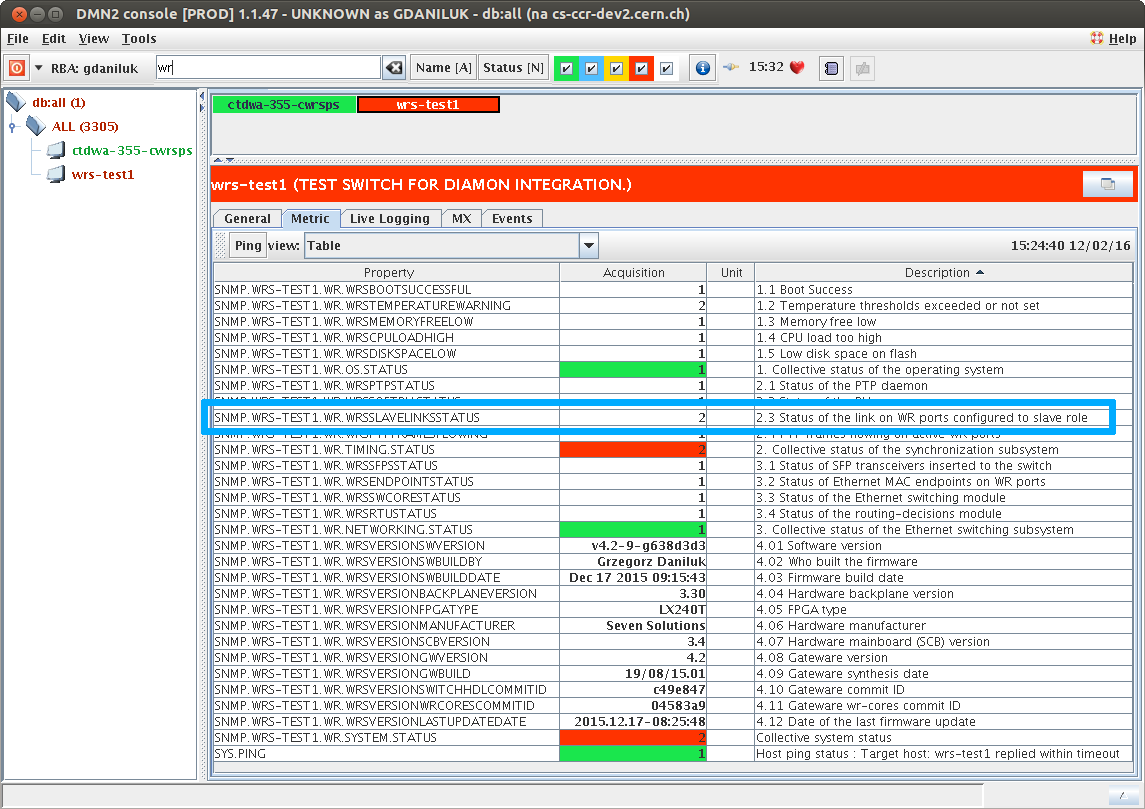 DMN2 console [PROD] 1.1.47 - UNKNOWN as GDANILUK - db:all (na cs-ccr-dev2.cern.ch)
File Edit View Tools Help
RBA: gdaniluk wr Name [A] Status [N] 15:32
db:all (1)
ALL (3305)
ctdwa-355-cwrsps
wrs-test1
ctdwa-355-cwrsps wrs-test1
wrs-test1 (TEST SWITCH FOR DIAMON INTEGRATION.)
General Metric Live Logging MX Events
Ping view: Table 15:24:40 12/02/16
Property Acquisition Unit Description
SNMP.WRS-TEST1.WR.WRSBOOTSUCCESSFUL 1 1.1 Boot Success
SNMP.WRS-TEST1.WR.WRSTEMPERATUREWARNING 2 1.2 Temperature thresholds exceeded or not set
SNMP.WRS-TEST1.WR.WRSMEMORYFREELOW 1 1.3 Memory free low
SNMP.WRS-TEST1.WR.WRSCPULOADHIGH 1 1.4 CPU load too high
SNMP.WRS-TEST1.WR.WRSDISKSPACELOW 1 1.5 Low disk space on flash
SNMP.WRS-TEST1.WR.OS.STATUS 1 1. Collective status of the operating system
SNMP.WRS-TEST1.WR.WRSPTPSTATUS 1 2.1 Status of the PTP daemon
SNMP.WRS-TEST1.WR.WRSSLAVELINKSSTATUS 2 2.3 Status of the link on WR ports configured to slave role
SNMP.WRS-TEST1.WR.TIMING.STATUS 2 2. Collective status of the synchronization subsystem
SNMP.WRS-TEST1.WR.WRSSFPSSTATUS 1 3.1 Status of SFP transceivers inserted to the switch
SNMP.WRS-TEST1.WR.WRSENDPOINTSTATUS 1 3.2 Status of Ethernet MAC endpoints on WR ports
SNMP.WRS-TEST1.WR.WRSSWCORESTATUS 1 3.3 Status of the Ethernet switching module
SNMP.WRS-TEST1.WR.WRSRTUSTATUS 1 3.4 Status of the routing-decisions module
SNMP.WRS-TEST1.WR.NETWORKING.STATUS 1 3. Collective status of the Ethernet switching subsystem
SNMP.WRS-TEST1.WR.WRSVERSIONSWVERSION v4.2-9-g638d3d3 4.01 Software version
SNMP.WRS-TEST1.WR.WRSVERSIONSWBUILDBY Grzegorz Daniluk 4.02 Who built the firmware
SNMP.WRS-TEST1.WR.WRSVERSIONSWBUILDDATE Dec 17 2015 09:15:43 4.03 Firmware build date
SNMP.WRS-TEST1.WR.WRSVERSIONBACKPLANEVERSION 3.30 4.04 Hardware backplane version
SNMP.WRS-TEST1.WR.WRSVERSIONFPGATYPE LX240T 4.05 FPGA type
SNMP.WRS-TEST1.WR.WRSVERSIONMANUFACTURER Seven Solutions 4.06 Hardware manufacturer
SNMP.WRS-TEST1.WR.WRSVERSIONSCBVERSION 3.4 4.07 Hardware mainboard (SCB) version
SNMP.WRS-TEST1.WR.WRSVERSIONGWVERSION 4.2 4.08 Gateware version
SNMP.WRS-TEST1.WR.WRSVERSIONGWBUILD 19/08/15.01 4.09 Gateware synthesis date
SNMP.WRS-TEST1.WR.WRSVERSIONSWITCHHDLCOMMITID c49e847 4.10 Gateware commit ID
SNMP.WRS-TEST1.WR.WRSVERSIONWRCORESCOMMITID 04583a9 4.11 Gateware wr-cores commit ID
SNMP.WRS-TEST1.WR.WRSVERSIONLASTUPDATEDATE 2015.12.17-08:25:48 4.12 Date of the last firmware update
SNMP.WRS-TEST1.WR.SYSTEM.STATUS 2 Collective system status
SYS.PING 1 Host ping status : Target host: wrs-test1 replied within timeout